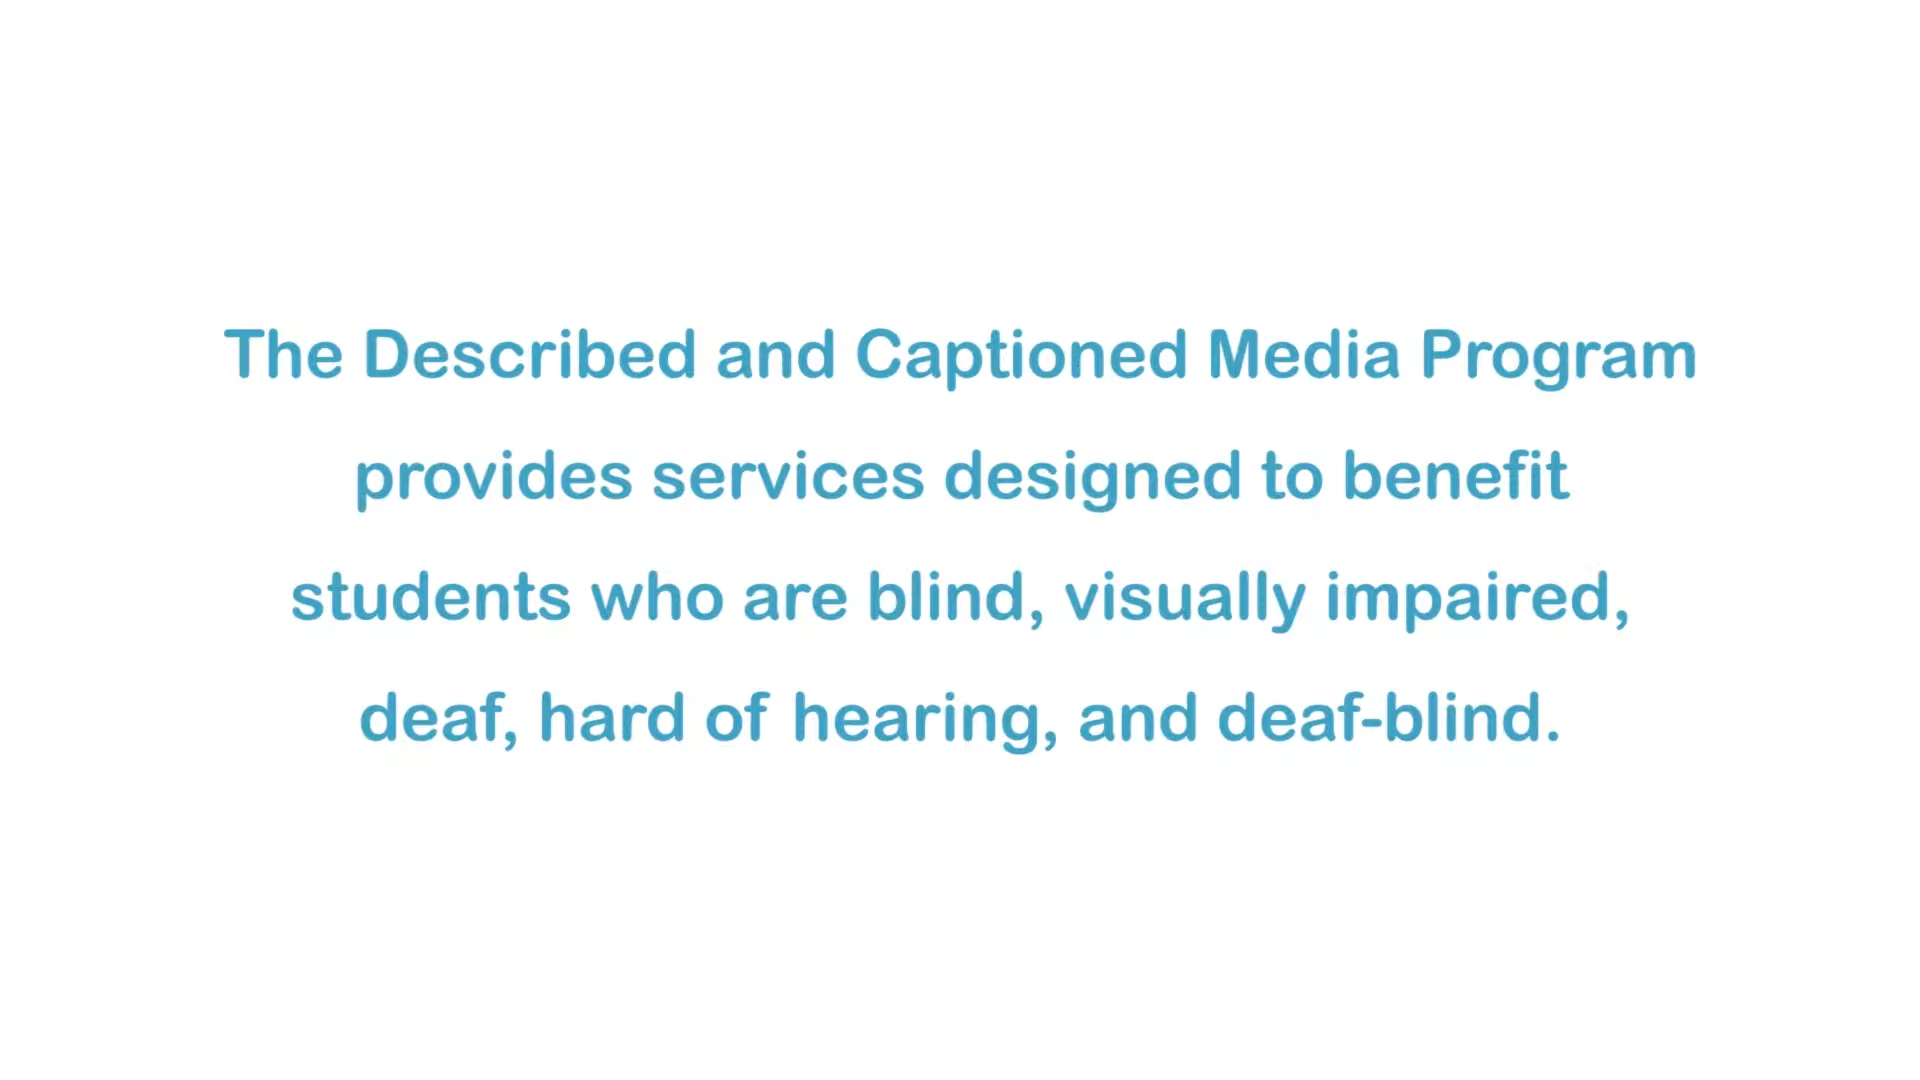 The Described and Captioned Media Program
provides services designed to benefit
students who are blind, visually impaired,
deaf, hard of hearing, and deaf-blind.